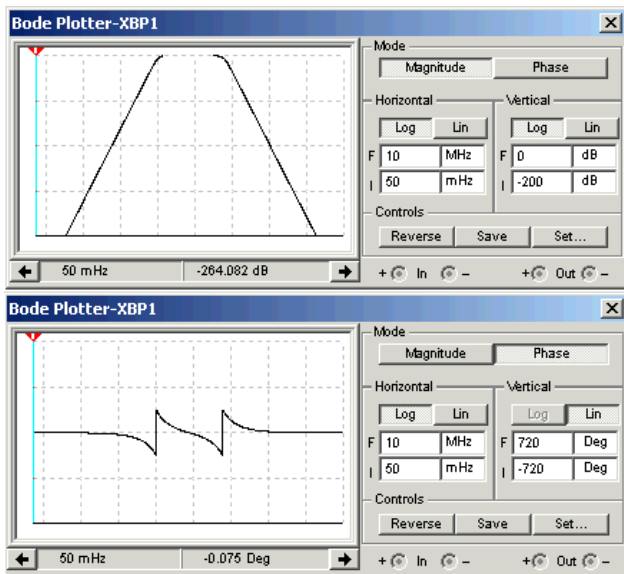 Bode Plotter-XBP1
Mode
Magnitude Phase
Horizontal Vertical
Log Lin Log Lin
F 10 MHz F 0 dB
I 50 mHz I -200 dB
Controls
Reverse Save Set...
50 mHz -264.082 dB + In - + Out -
Bode Plotter-XBP1
Mode
Magnitude Phase
Horizontal Vertical
Log Lin Log Lin
F 10 MHz F 720 Deg
I 50 mHz I -720 Deg
Controls
Reverse Save Set...
50 mHz -0.075 Deg + In - + Out -